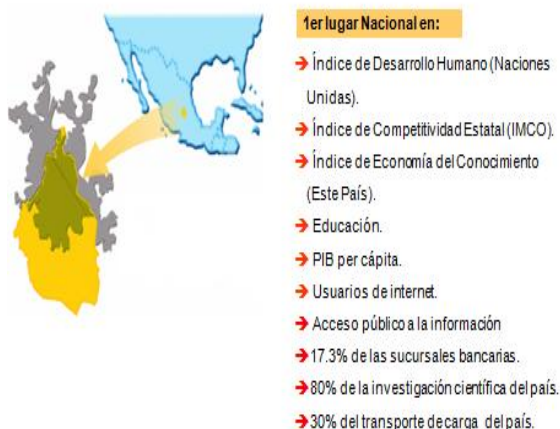 1er lugar Nacional en:
➔ Índice de Desarrollo Humano (Naciones
Unidas).
➔ Índice de Competitividad Estatal (IMCO).
➔ Índice de Economía del Conocimiento
(Este País).
➔ Educación.
➔ PIB per cápita.
➔ Usuarios de internet.
➔ Acceso público a la información
➔ 17.3% de las sucursales bancarias.
➔ 80% de la investigación científica del país.
➔ 30% del transporte de carga del país.